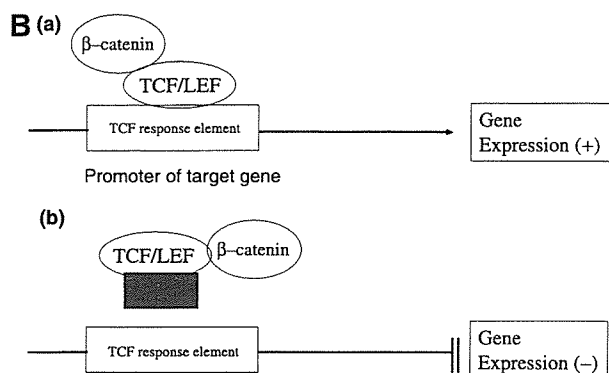 B (a)
β–catenin
TCF/LEF
TCF response element
Gene
Expression (+)
Promoter of target gene
(b)
TCF/LEF
β–catenin
TCF response element
Gene
Expression (–)